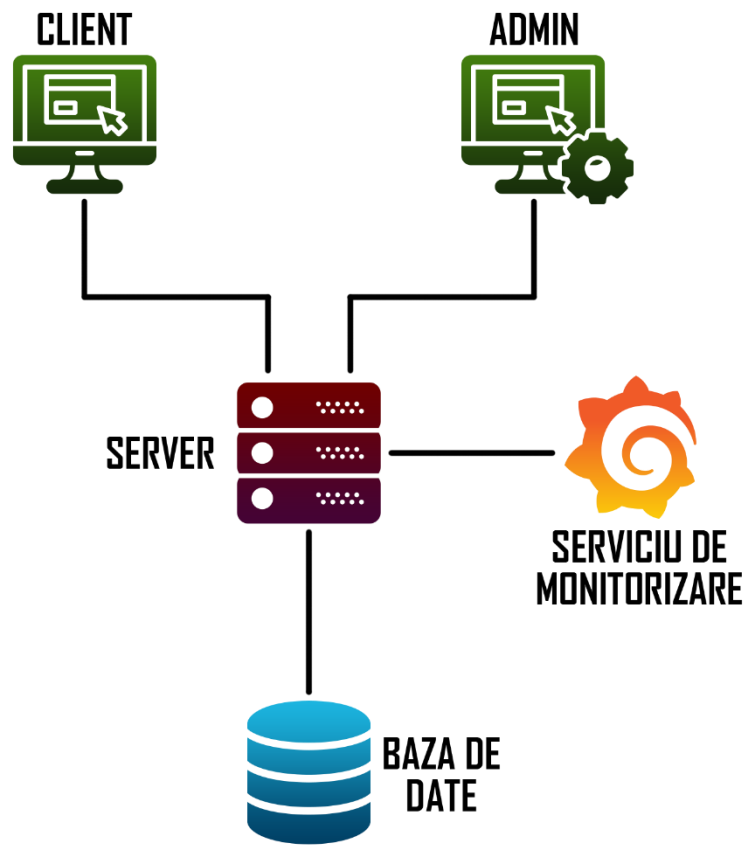 CLIENT
ADMIN
SERVER
SERVICIU DE
MONITORIZARE
BAZA DE
DATE